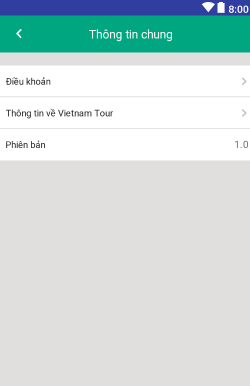 8:00
Thông tin chung
Điều khoản
Thông tin về Vietnam Tour
Phiên bản 1.0